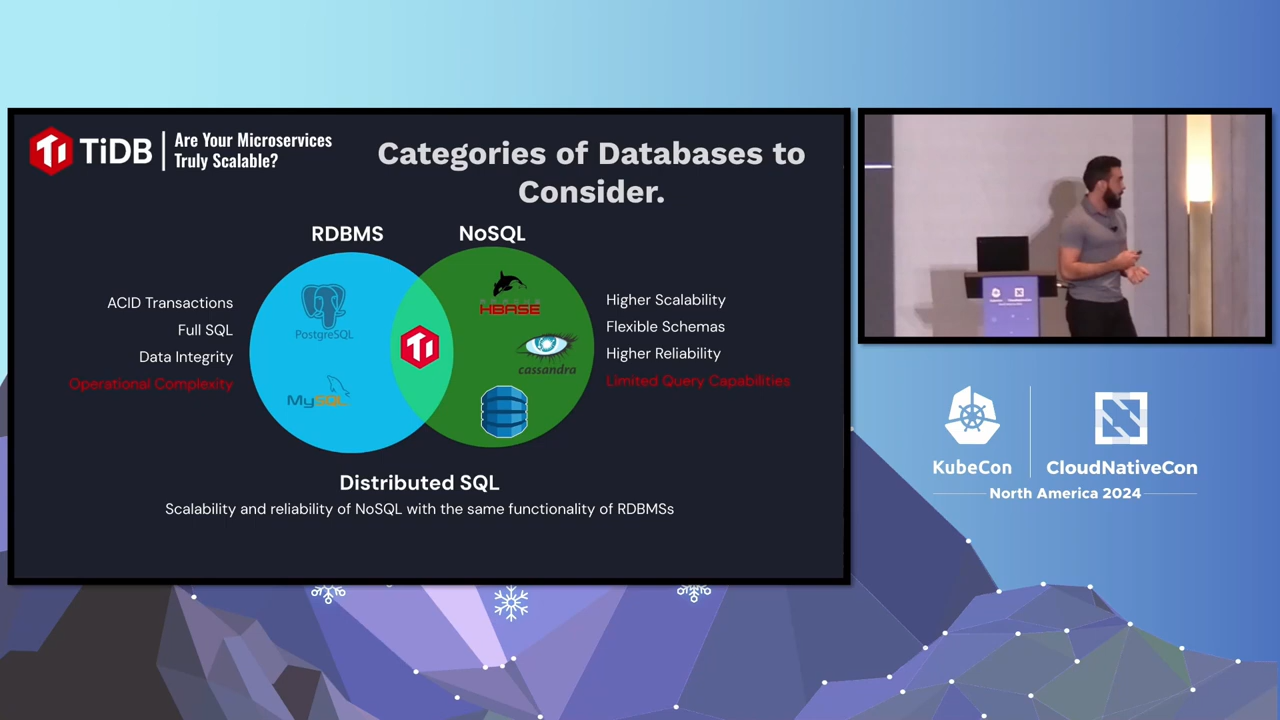 TiDB
Are Your Microservices
Truly Scalable?
Categories of Databases to
Consider.
RDBMS
NoSQL
ACID Transactions
Full SQL
Data Integrity
Operational Complexity
PostgreSQL
MySQL
APACHE
HBASE
cassandra
Higher Scalability
Flexible Schemas
Higher Reliability
Limited Query Capabilities
Distributed SQL
Scalability and reliability of NoSQL with the same functionality of RDBMSs
KubeCon
CloudNativeCon
North America 2024